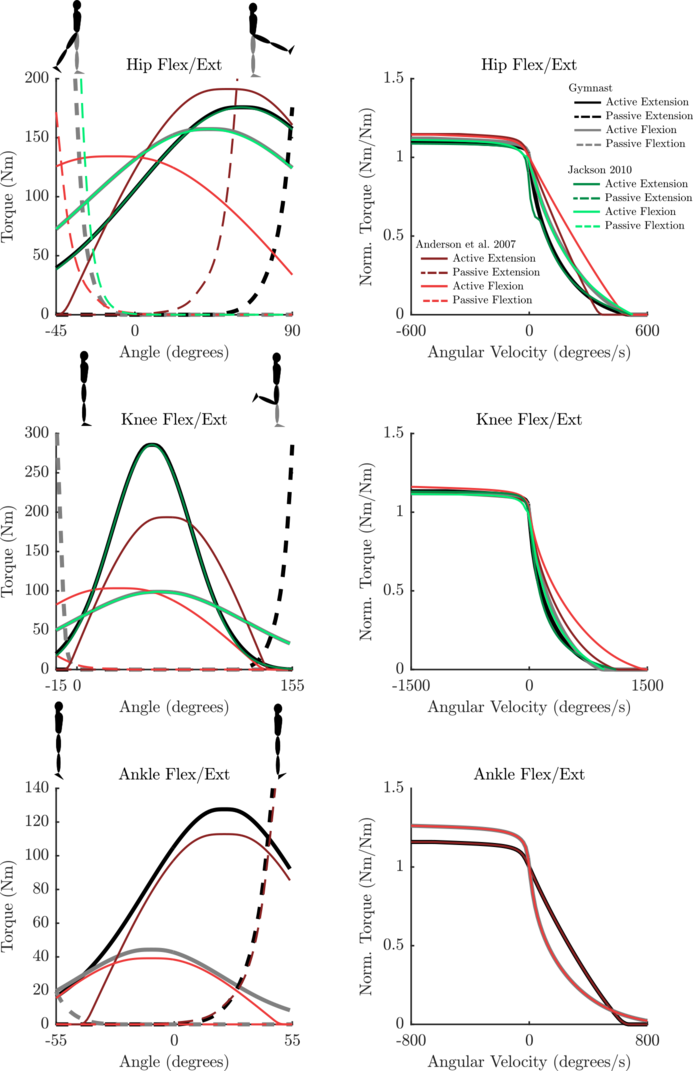 Hip Flex/Ext
Torque (Nm)
200
150
100
50
0
-45
0
90
Angle (degrees)
Hip Flex/Ext
Norm. Torque (Nm/Nm)
1.5
1
0.5
0
-600
0
600
Angular Velocity (degrees/s)
Gymnast
Active Extension
Passive Extension
Active Flexion
Passive Flextion
Jackson 2010
Active Extension
Passive Extension
Active Flexion
Passive Flextion
Anderson et al. 2007
Active Extension
Passive Extension
Active Flexion
Passive Flextion
Knee Flex/Ext
Torque (Nm)
300
250
200
150
100
50
0
-15
0
155
Angle (degrees)
Knee Flex/Ext
Norm. Torque (Nm/Nm)
1.5
1
0.5
0
-1500
0
1500
Angular Velocity (degrees/s)
Ankle Flex/Ext
Torque (Nm)
140
120
100
80
60
40
20
0
-55
0
55
Angle (degrees)
Ankle Flex/Ext
Norm. Torque (Nm/Nm)
1.5
1
0.5
0
-800
0
800
Angular Velocity (degrees/s)